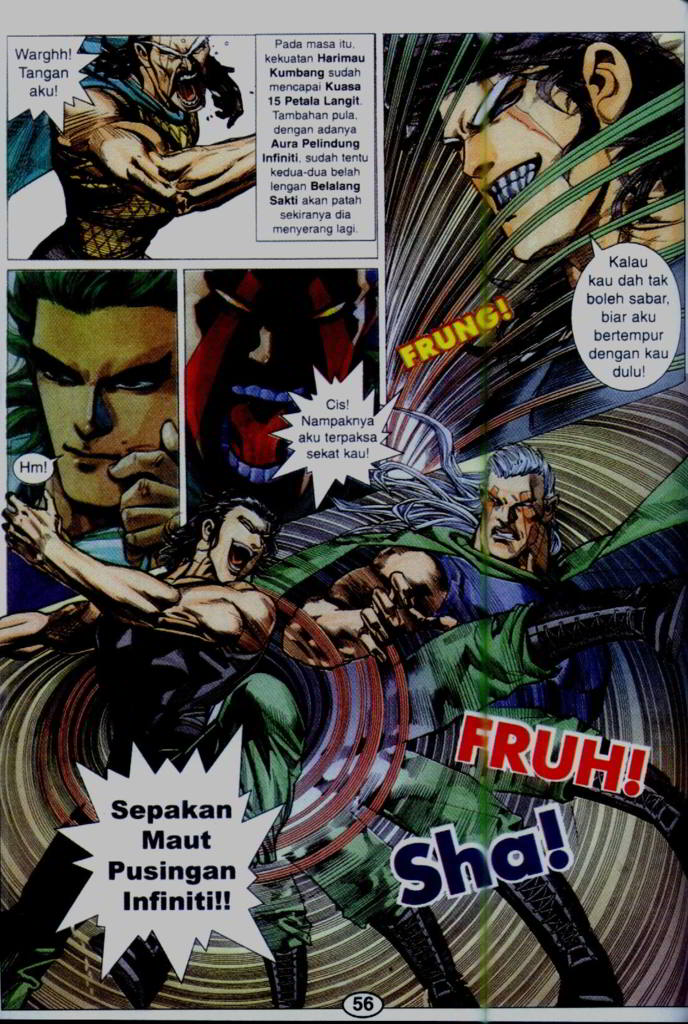 Warghh!
Tangan
aku!
Pada masa itu,
kekuatan Harimau
Kumbang sudah
mencapai Kuasa
15 Petala Langit.
Tambahan pula,
dengan adanya
Aura Pelindung
Infiniti, sudah tentu
kedua-dua belah
lengan Belalang
Sakti akan patah
sekiranya dia
menyerang lagi.
Kalau
kau dah tak
boleh sabar,
biar aku
bertempur
dengan kau
dulu!
FRUNG!
Hm!
Cis!
Nampaknya
aku terpaksa
sekat kau!
FRUH!
Sha!
Sepakan
Maut
Pusingan
Infiniti!!
56